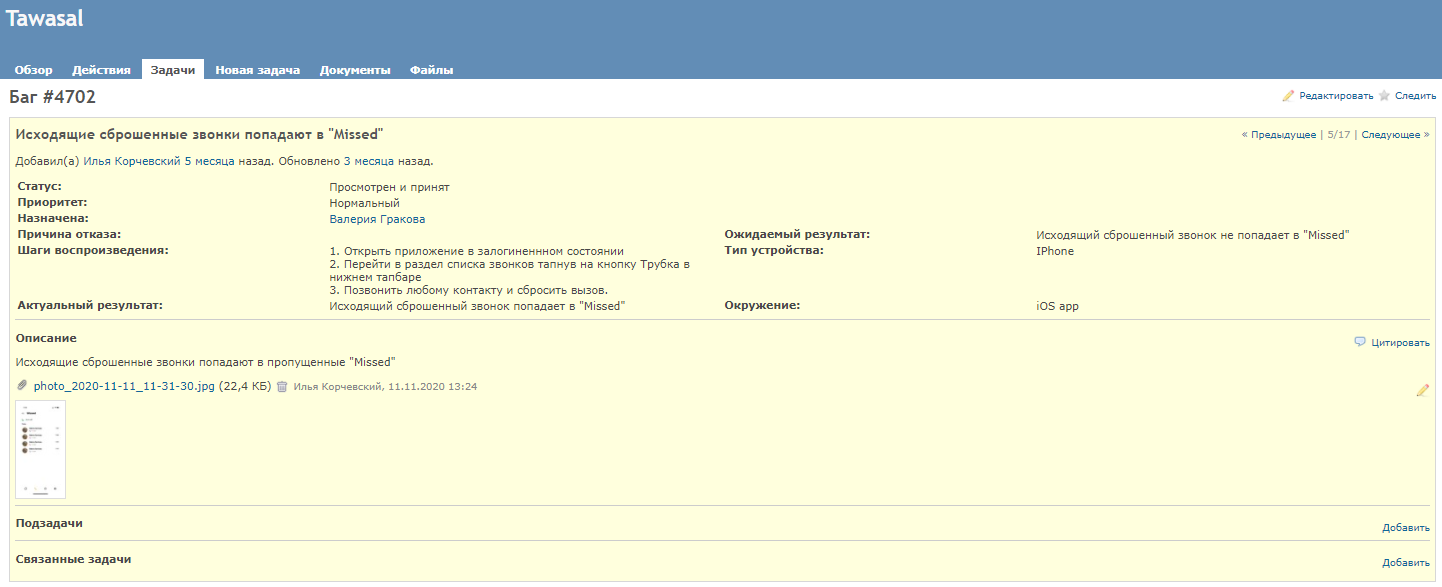 Tawasal
Обзор Действия Задачи Новая задача Документы Файлы
Баг #4702
Редактировать Следить
Исходящие сброшенные звонки попадают в "Missed"
« Предыдущее | 5/17 | Следующее »
Добавил(а) Илья Корчевский 5 месяца назад. Обновлено 3 месяца назад.
Статус: Просмотрен и принят
Приоритет: Нормальный
Назначена: Валерия Гракова
Причина отказа: Ожидаемый результат: Исходящий сброшенный звонок не попадает в "Missed"
Шаги воспроизведения: 1. Открыть приложение в залогиненнном состоянии Тип устройства: IPhone
2. Перейти в раздел списка звонков тапнув на кнопку Трубка в
нижнем тапбаре
3. Позвонить любому контакту и сбросить вызов.
Актуальный результат: Исходящий сброшенный звонок попадает в "Missed" Окружение: iOS app
Описание
Цитировать
Исходящие сброшенные звонки попадают в пропущенные "Missed"
photo_2020-11-11_11-31-30.jpg (22,4 КБ) Илья Корчевский, 11.11.2020 13:24
Подзадачи
Добавить
Связанные задачи
Добавить